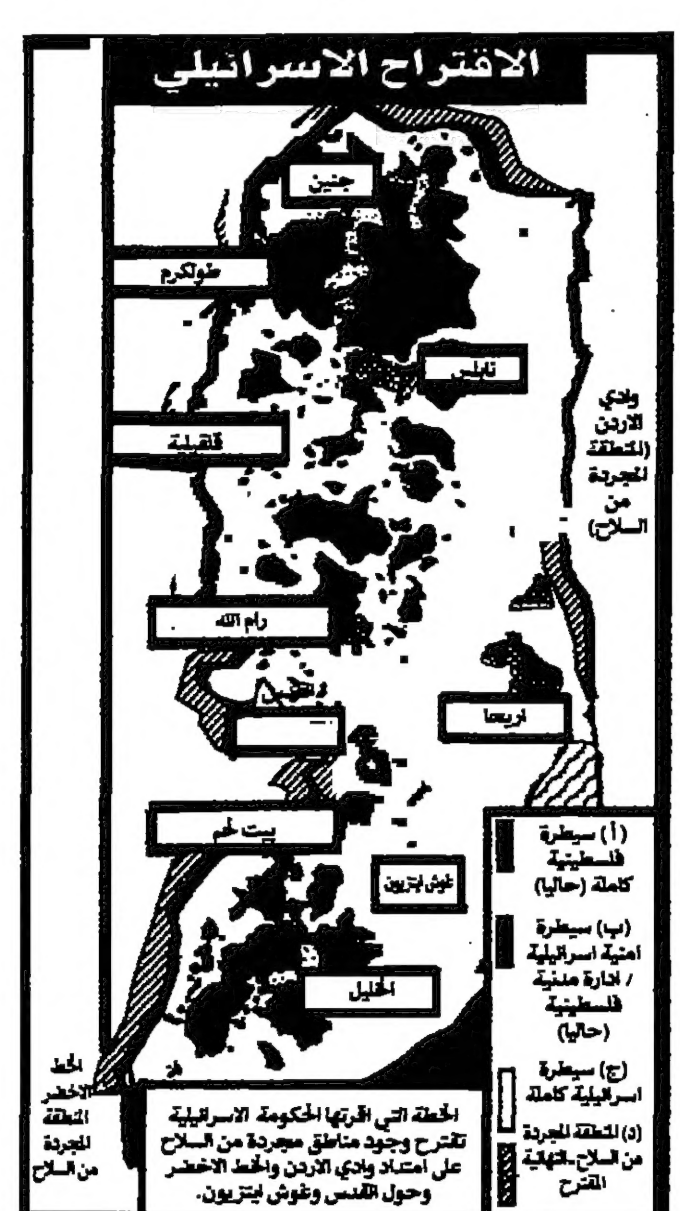 الاقتراح الاسرائيلي
جنين
طولكرم
نابلس
قلقيلية
وادي
الاردن
(المنطقة
المجردة
من
السلاح)
رام الله
اريحا
بيت لحم
غوش ايتزيون
الخليل
(أ) سيطرة
فلسطينية
كاملة (حاليا)
(ب) سيطرة
امنية اسرائيلية
/ ادارة مدنية
فلسطينية
(حاليا)
(ج) سيطرة
اسرائيلية كاملة
(د) المنطقة المجردة
من السلاح-النهائية
المقترح
الخط
الاخضر
المنطقة
المجردة
من السلاح
الخطة التي اقرتها الحكومة الاسرائيلية
تقترح وجود مناطق مجردة من السلاح
على امتداد وادي الاردن والخط الاخضر
وحول القدس وغوش ايتزيون.